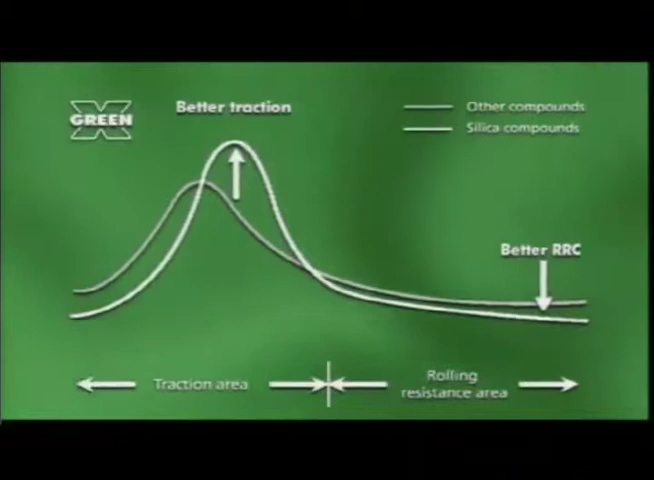 X GREEN
Better traction
Other compounds
Silica compounds
Better RRC
Traction area
Rolling
resistance area